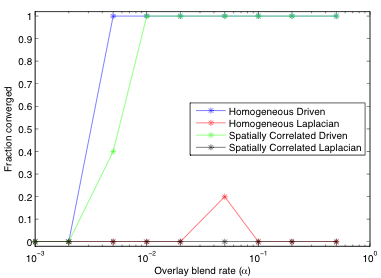 1
0.9
0.8
0.7
0.6
0.5
0.4
0.3
0.2
0.1
0
Fraction converged
Homogeneous Driven
Homogeneous Laplacian
Spatially Correlated Driven
Spatially Correlated Laplacian
10^-3 10^-2 10^-1 10^0
Overlay blend rate (α)